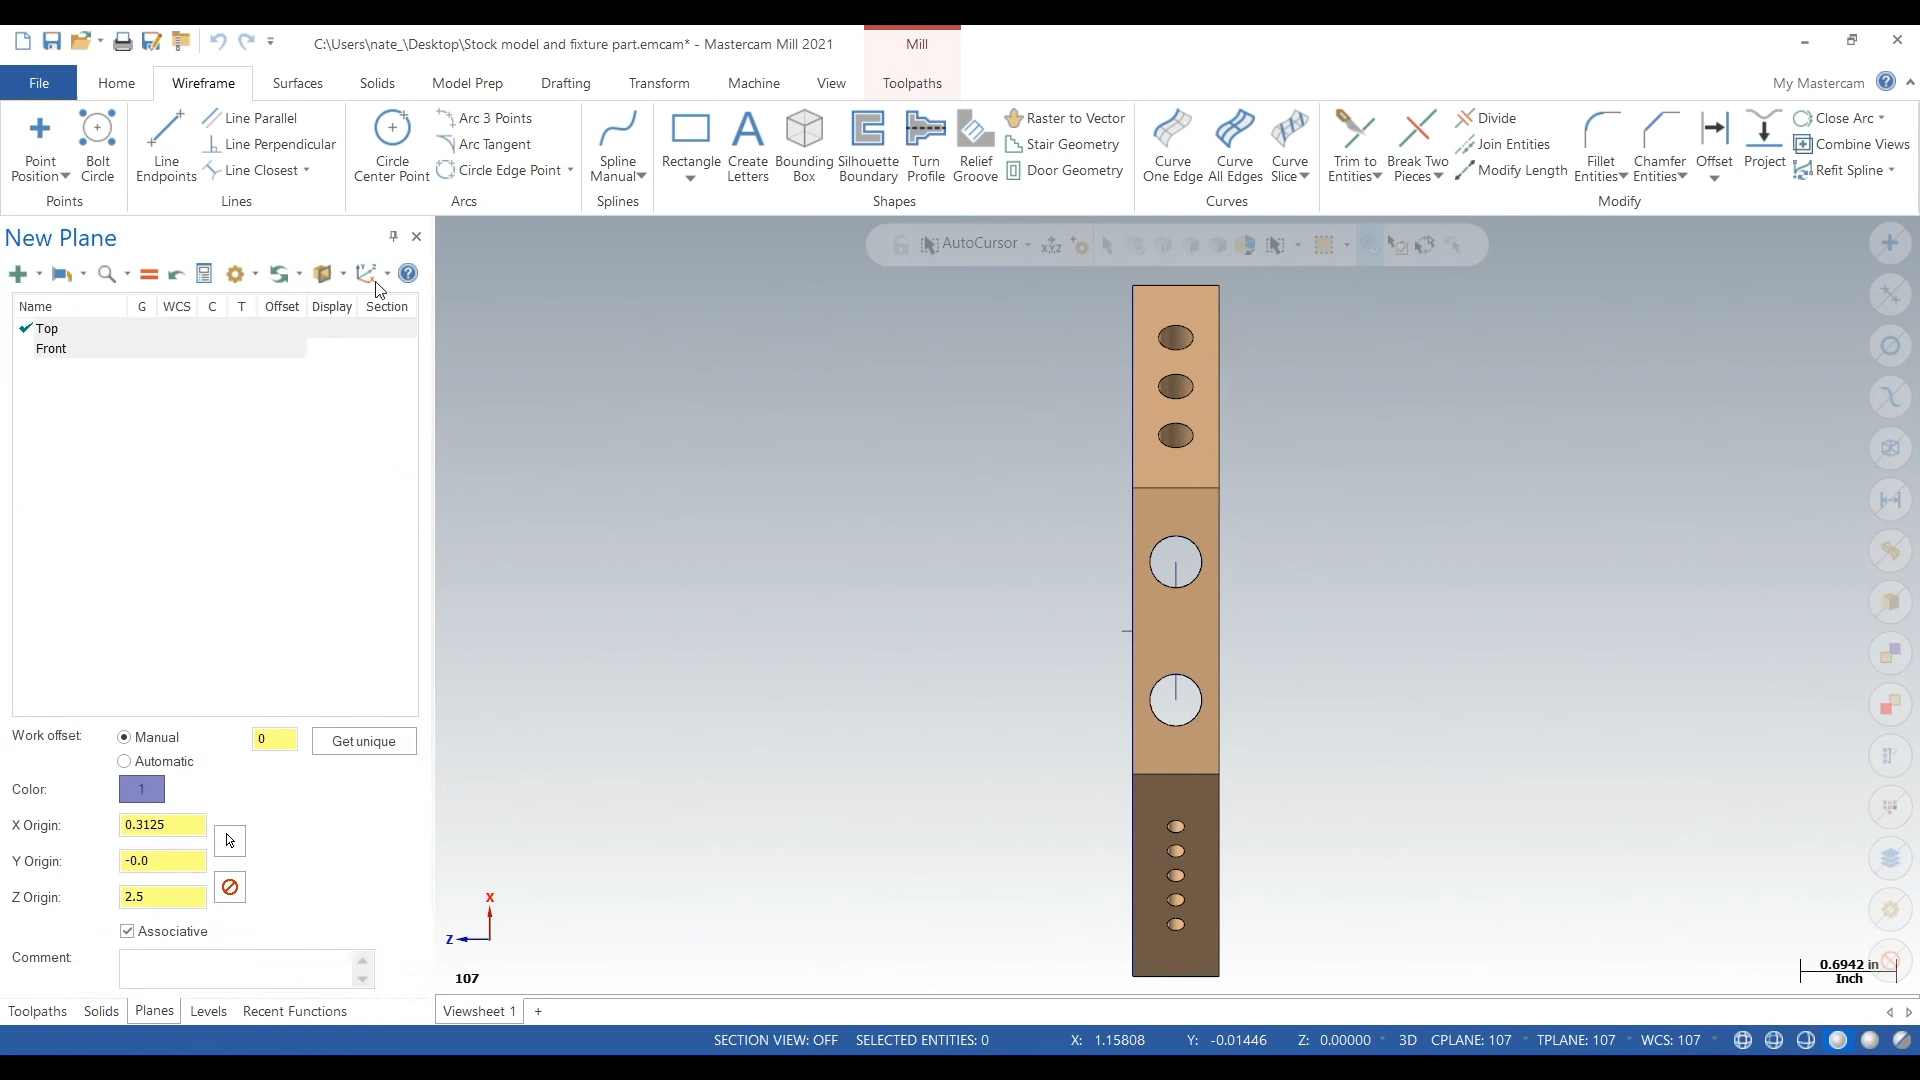 C:\Users\nate_\Desktop\Stock model and fixture part.emcam* - Mastercam Mill 2021
Mill
File
Home
Wireframe
Surfaces
Solids
Model Prep
Drafting
Transform
Machine
View
Toolpaths
My Mastercam
Point Position
Bolt Circle
Points
Line Endpoints
Line Parallel
Line Perpendicular
Line Closest
Lines
Circle Center Point
Arc 3 Points
Arc Tangent
Circle Edge Point
Arcs
Spline Manual
Splines
Rectangle
Create Letters
Bounding Box
Silhouette Boundary
Turn Profile
Relief Groove
Raster to Vector
Stair Geometry
Door Geometry
Shapes
Curve One Edge
Curve All Edges
Curve Slice
Curves
Trim to Entities
Break Two Pieces
Divide
Join Entities
Modify Length
Fillet Entities
Chamfer Entities
Offset
Project
Close Arc
Combine Views
Refit Spline
Modify
New Plane
AutoCursor
Name G WCS C T Offset Display Section
Top
Front
Work offset:
Manual
0
Get unique
Automatic
Color:
1
X Origin:
0.3125
Y Origin:
-0.0
Z Origin:
2.5
Associative
Comment:
X
Z
107
0.6942 in
Inch
Toolpaths
Solids
Planes
Levels
Recent Functions
Viewsheet 1
+
SECTION VIEW: OFF
SELECTED ENTITIES: 0
X: 1.15808
Y: -0.01446
Z: 0.00000
3D
CPLANE: 107
TPLANE: 107
WCS: 107